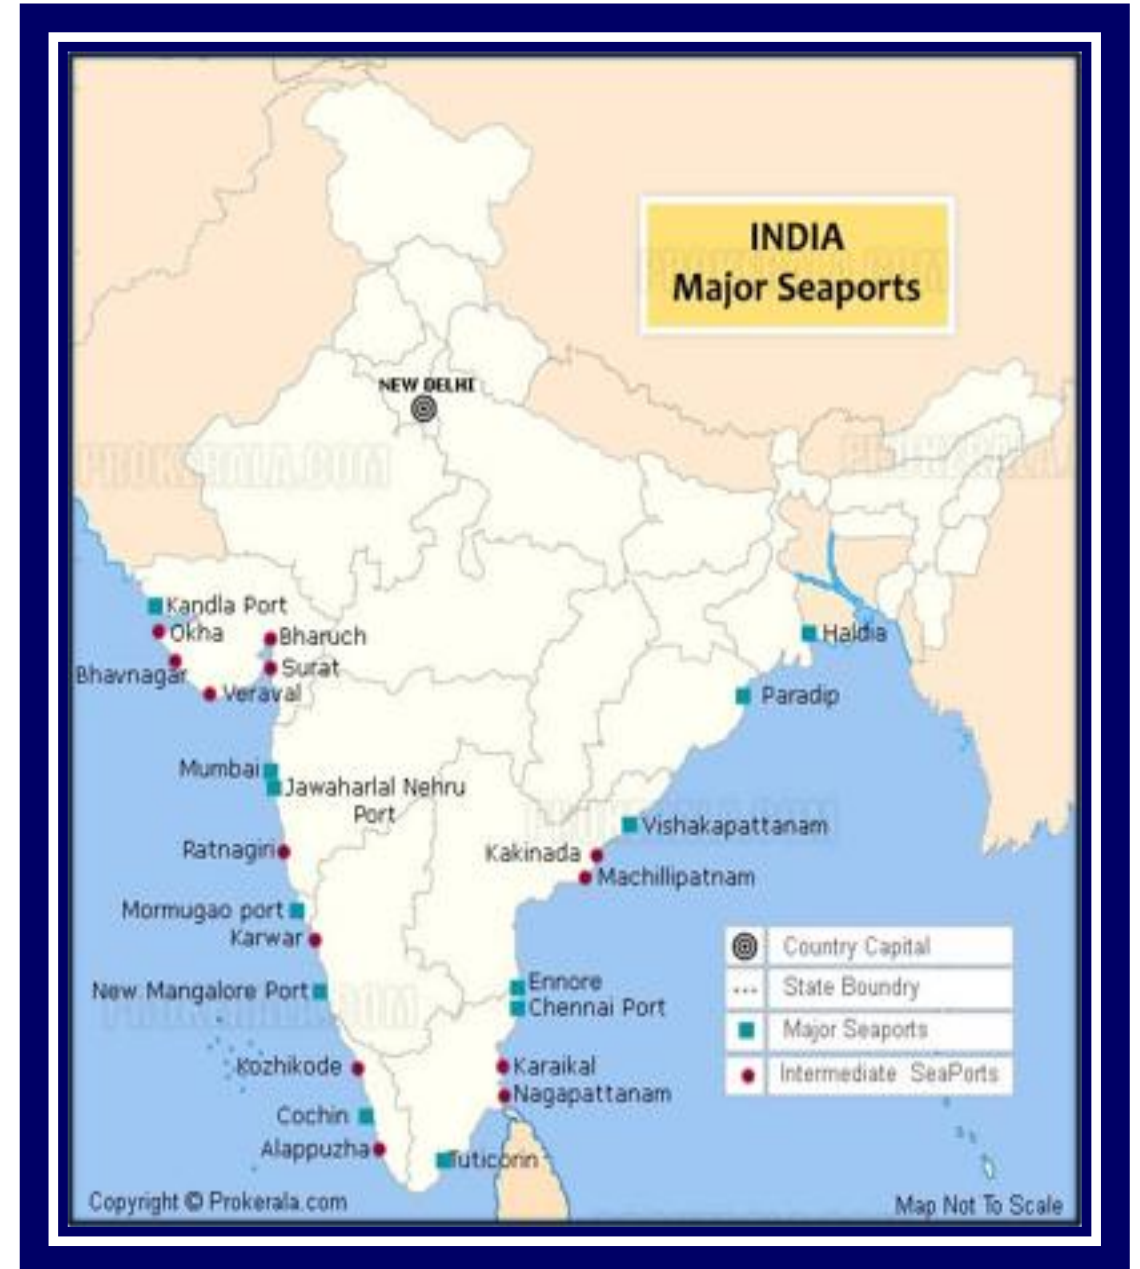 INDIA
Major Seaports
NEW DELHI
PROKERALA.COM
Kandla Port
Okha
Bharuch
Haldia
Bhavnagar
Surat
Veraval
Paradip
Mumbai
Jawaharlal Nehru
Port
Vishakapattanam
Ratnagiri
Kakinada
Machillipatnam
Mormugao port
Karwar
Country Capital
New Mangalore Port
Ennore
State Boundry
Chennai Port
Major Seaports
Kozhikode
Karaikal
Intermediate SeaPorts
Nagapattanam
Cochin
Alappuzha
Tuticorin
Copyright © Prokerala.com
Map Not To Scale